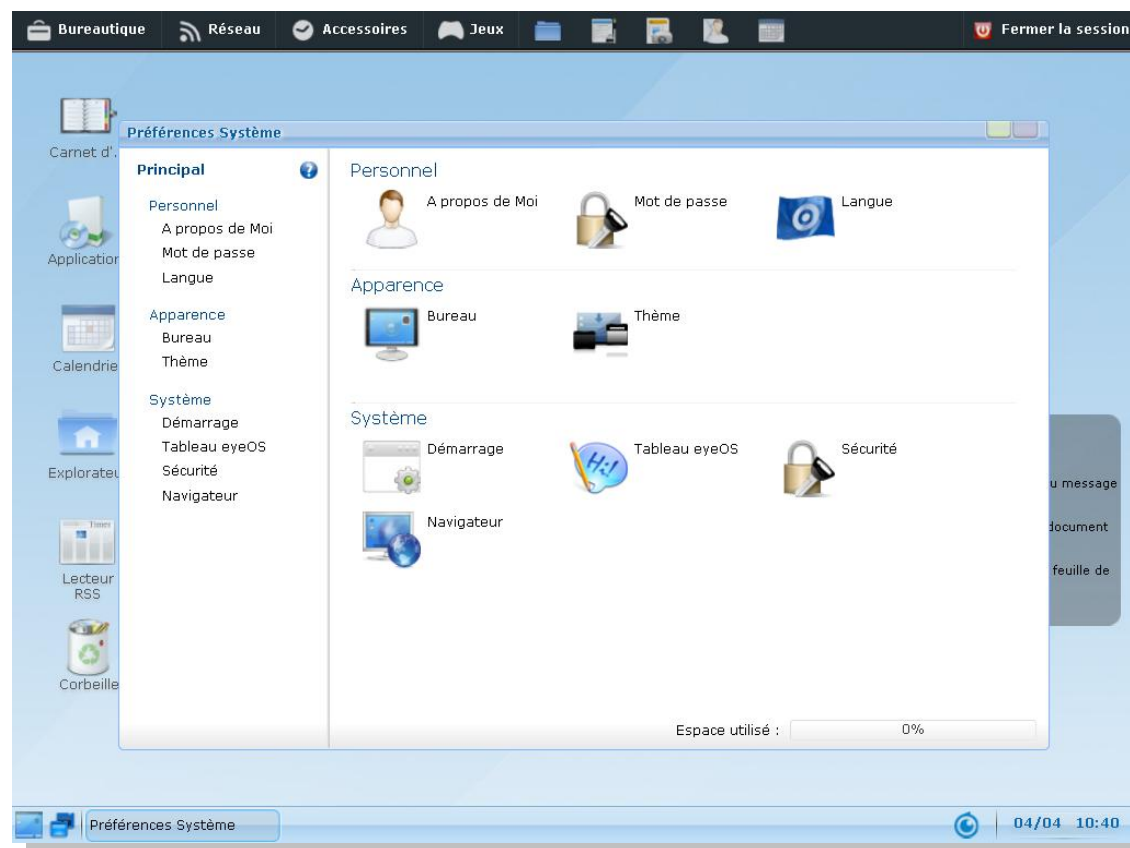 Bureautique Réseau Accessoires Jeux Fermer la session
Carnet d'.
Application
Calendrie
Explorateu
Lecteur
RSS
Corbeille
Préférences Système
Principal
Personnel
A propos de Moi
Mot de passe
Langue
Apparence
Bureau
Thème
Système
Démarrage
Tableau eyeOS
Sécurité
Navigateur
Personnel
A propos de Moi Mot de passe Langue
Apparence
Bureau Thème
Système
Démarrage Tableau eyeOS Hi! Sécurité
Navigateur
Espace utilisé : 0%
u message
document
feuille de
Préférences Système 04/04 10:40